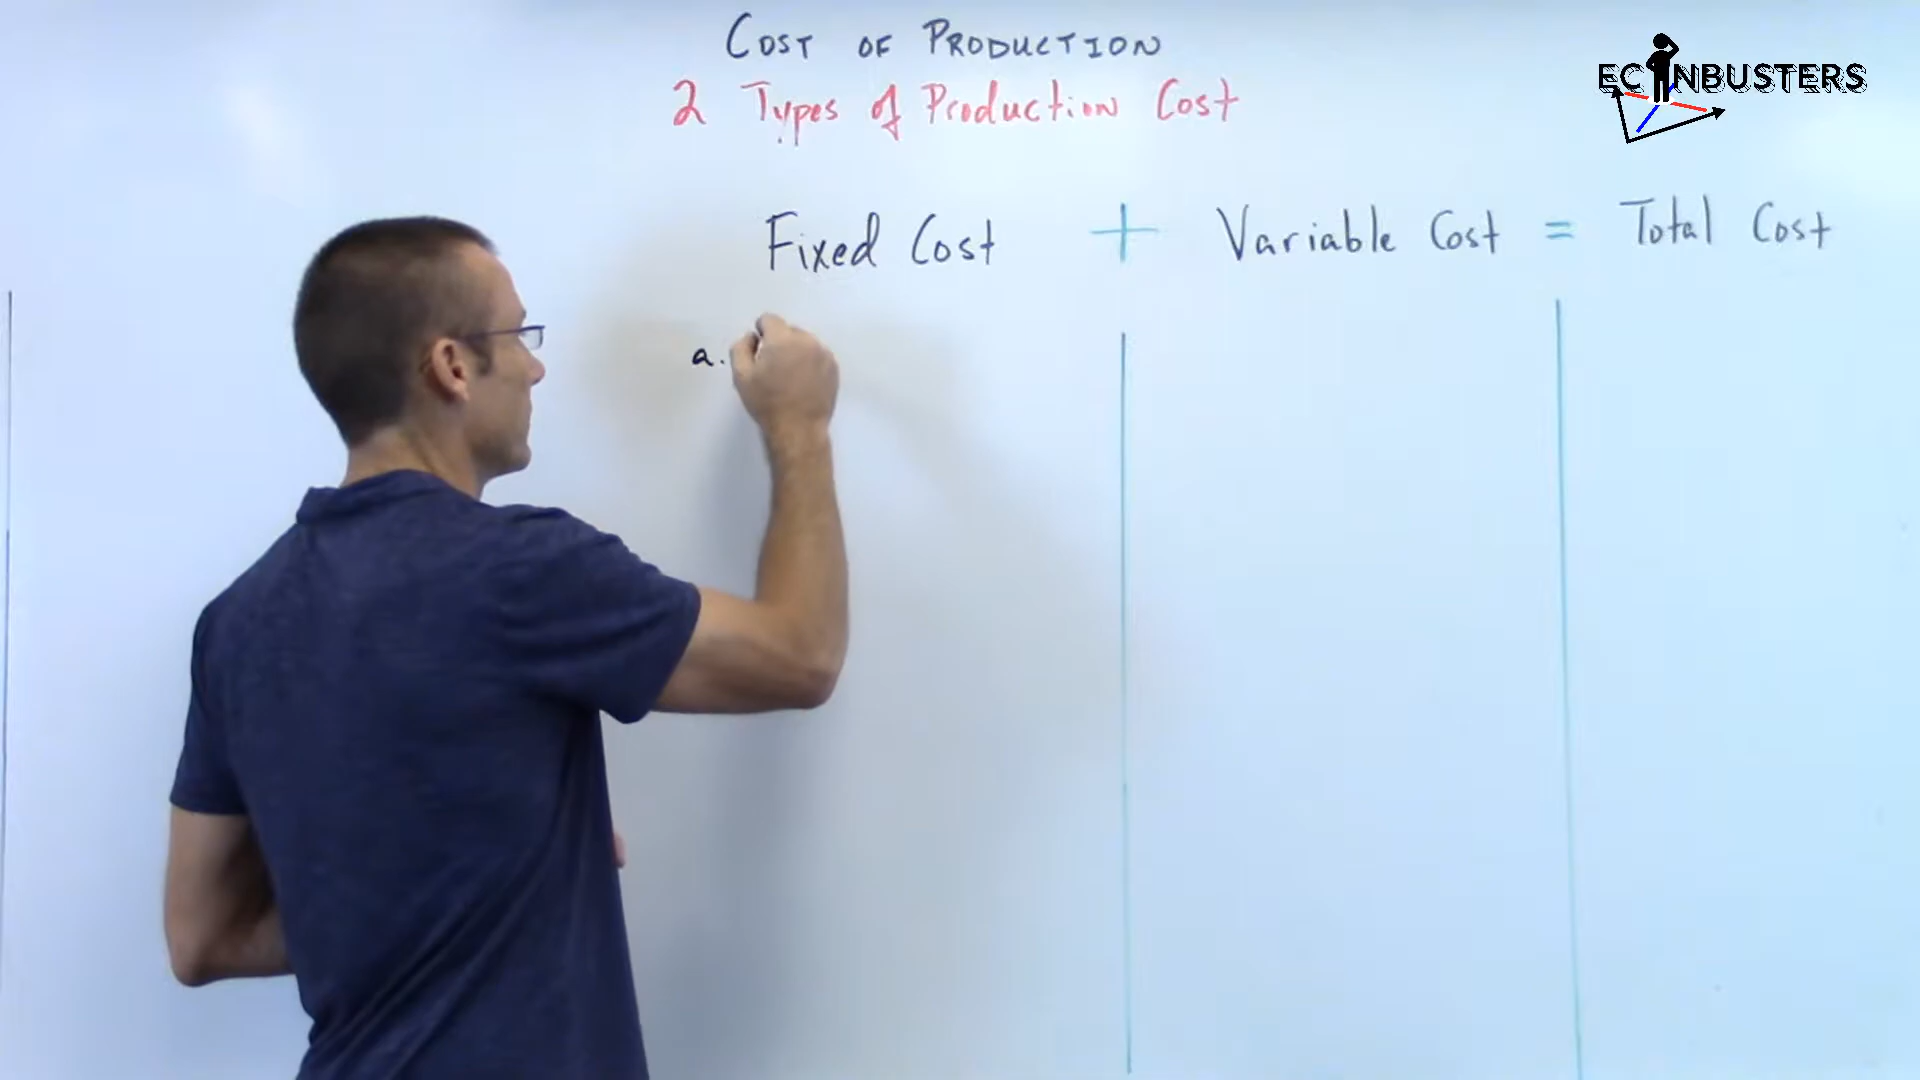 COST OF PRODUCTION
2 Types of Production Cost
ECONBUSTERS
Fixed Cost + Variable Cost = Total Cost
a.